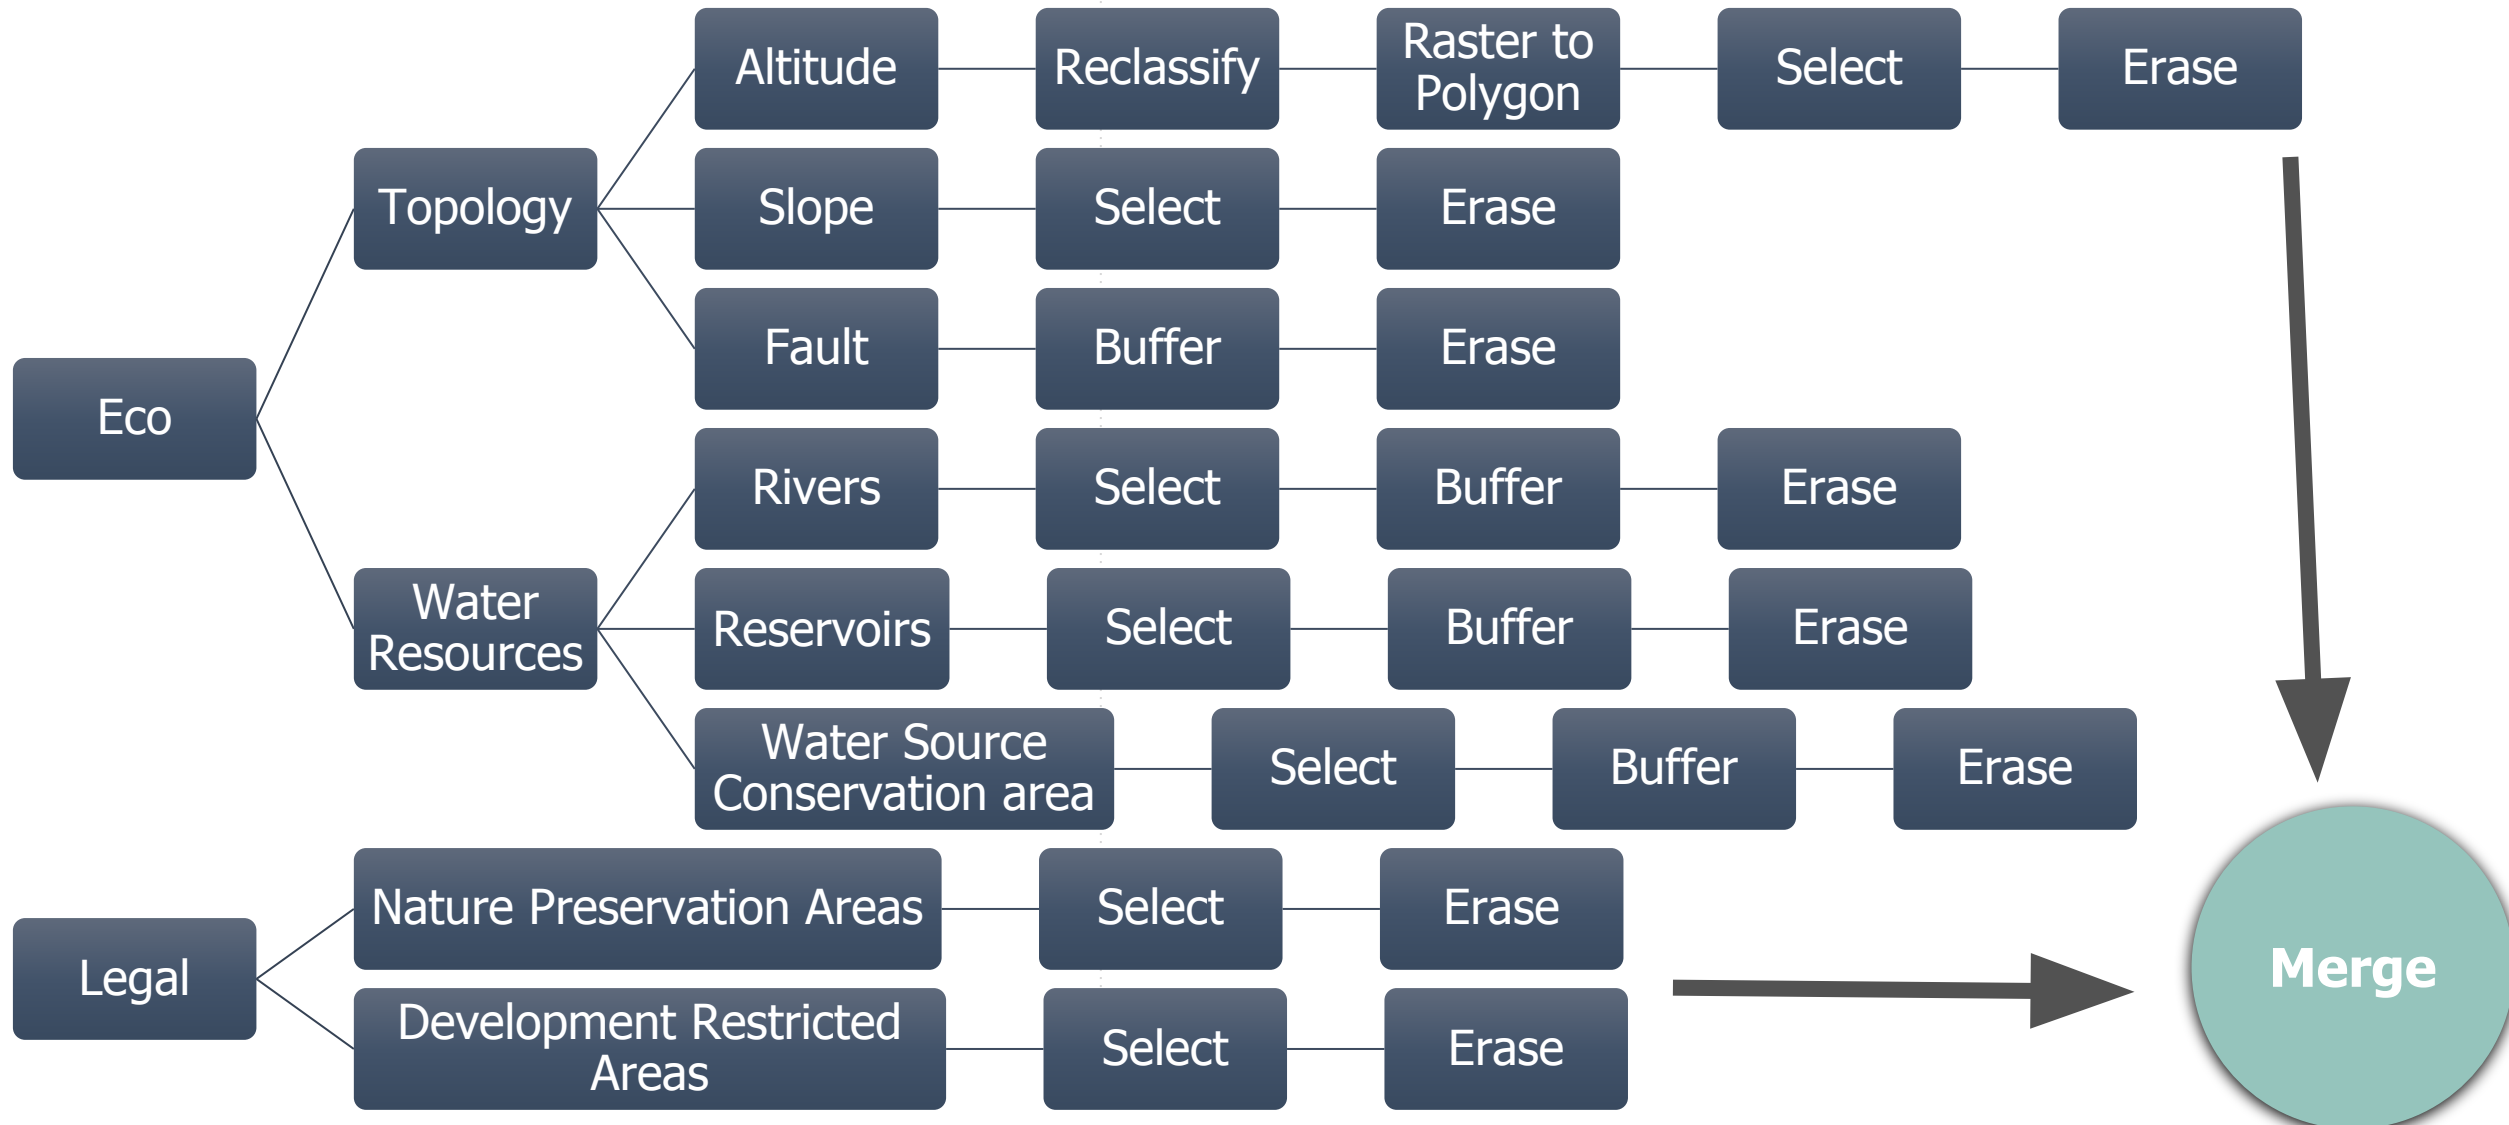 Altitude
Reclassify
Raster to
Polygon
Select
Erase
Topology
Slope
Select
Erase
Fault
Buffer
Erase
Eco
Rivers
Select
Buffer
Erase
Water
Resources
Reservoirs
Select
Buffer
Erase
Water Source
Conservation area
Select
Buffer
Erase
Nature Preservation Areas
Select
Erase
Legal
Development Restricted
Areas
Select
Erase
Merge